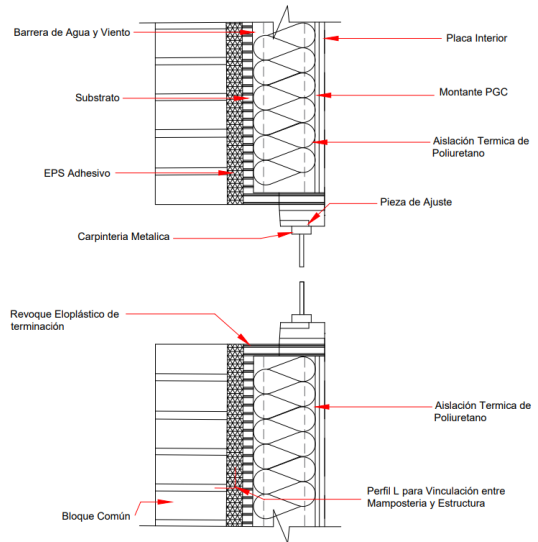 Barrera de Agua y Viento
Placa Interior
Substrato
Montante PGC
Aislación Termica de
Poliuretano
EPS Adhesivo
Pieza de Ajuste
Carpinteria Metalica
Revoque Eloplástico de
terminación
Aislación Termica de
Poliuretano
Perfil L para Vinculación entre
Mamposteria y Estructura
Bloque Común